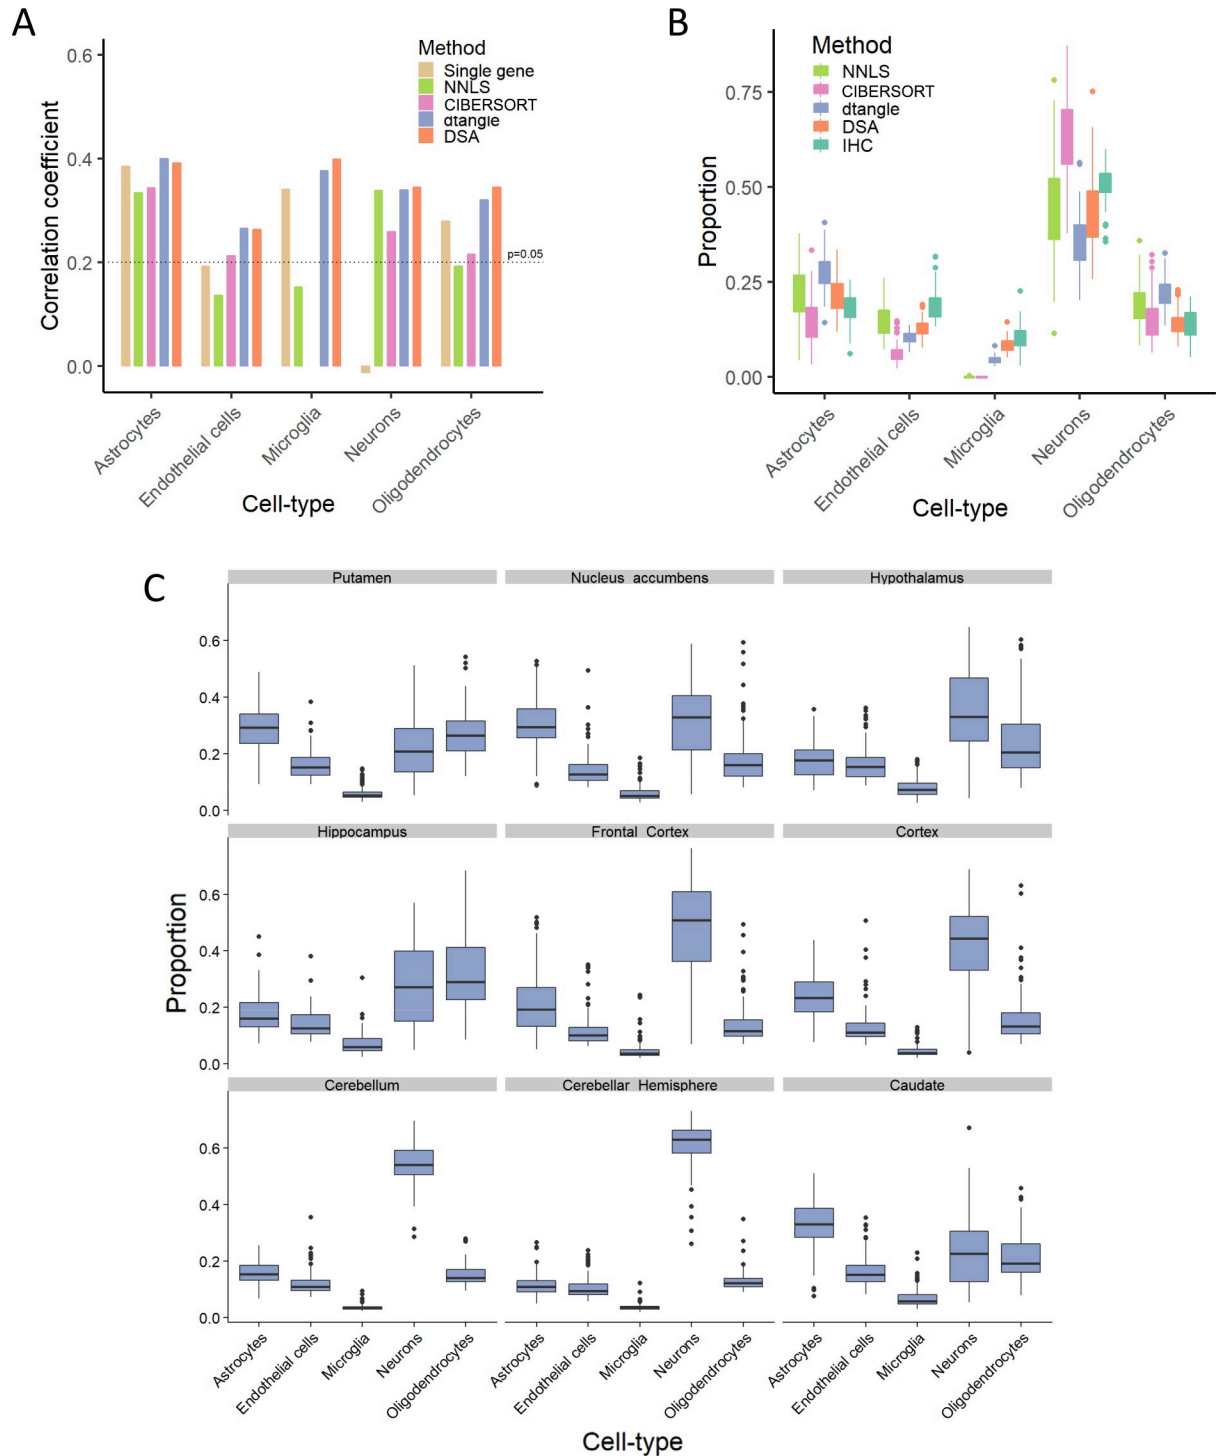 A
Correlation coefficient
0.6
0.4
0.2
0.0
Method
Single gene
NNLS
CIBERSORT
dtangle
DSA
p=0.05
Astrocytes
Endothelial cells
Microglia
Neurons
Oligodendrocytes
Cell-type
B
Proportion
0.75
0.50
0.25
0.00
Method
NNLS
CIBERSORT
dtangle
DSA
IHC
Astrocytes
Endothelial cells
Microglia
Neurons
Oligodendrocytes
Cell-type
C
Proportion
Putamen
Nucleus accumbens
Hypothalamus
0.6
0.4
0.2
0.0
Hippocampus
Frontal Cortex
Cortex
0.6
0.4
0.2
0.0
Cerebellum
Cerebellar Hemisphere
Caudate
0.6
0.4
0.2
0.0
Astrocytes
Endothelial cells
Microglia
Neurons
Oligodendrocytes
Astrocytes
Endothelial cells
Microglia
Neurons
Oligodendrocytes
Astrocytes
Endothelial cells
Microglia
Neurons
Oligodendrocytes
Cell-type